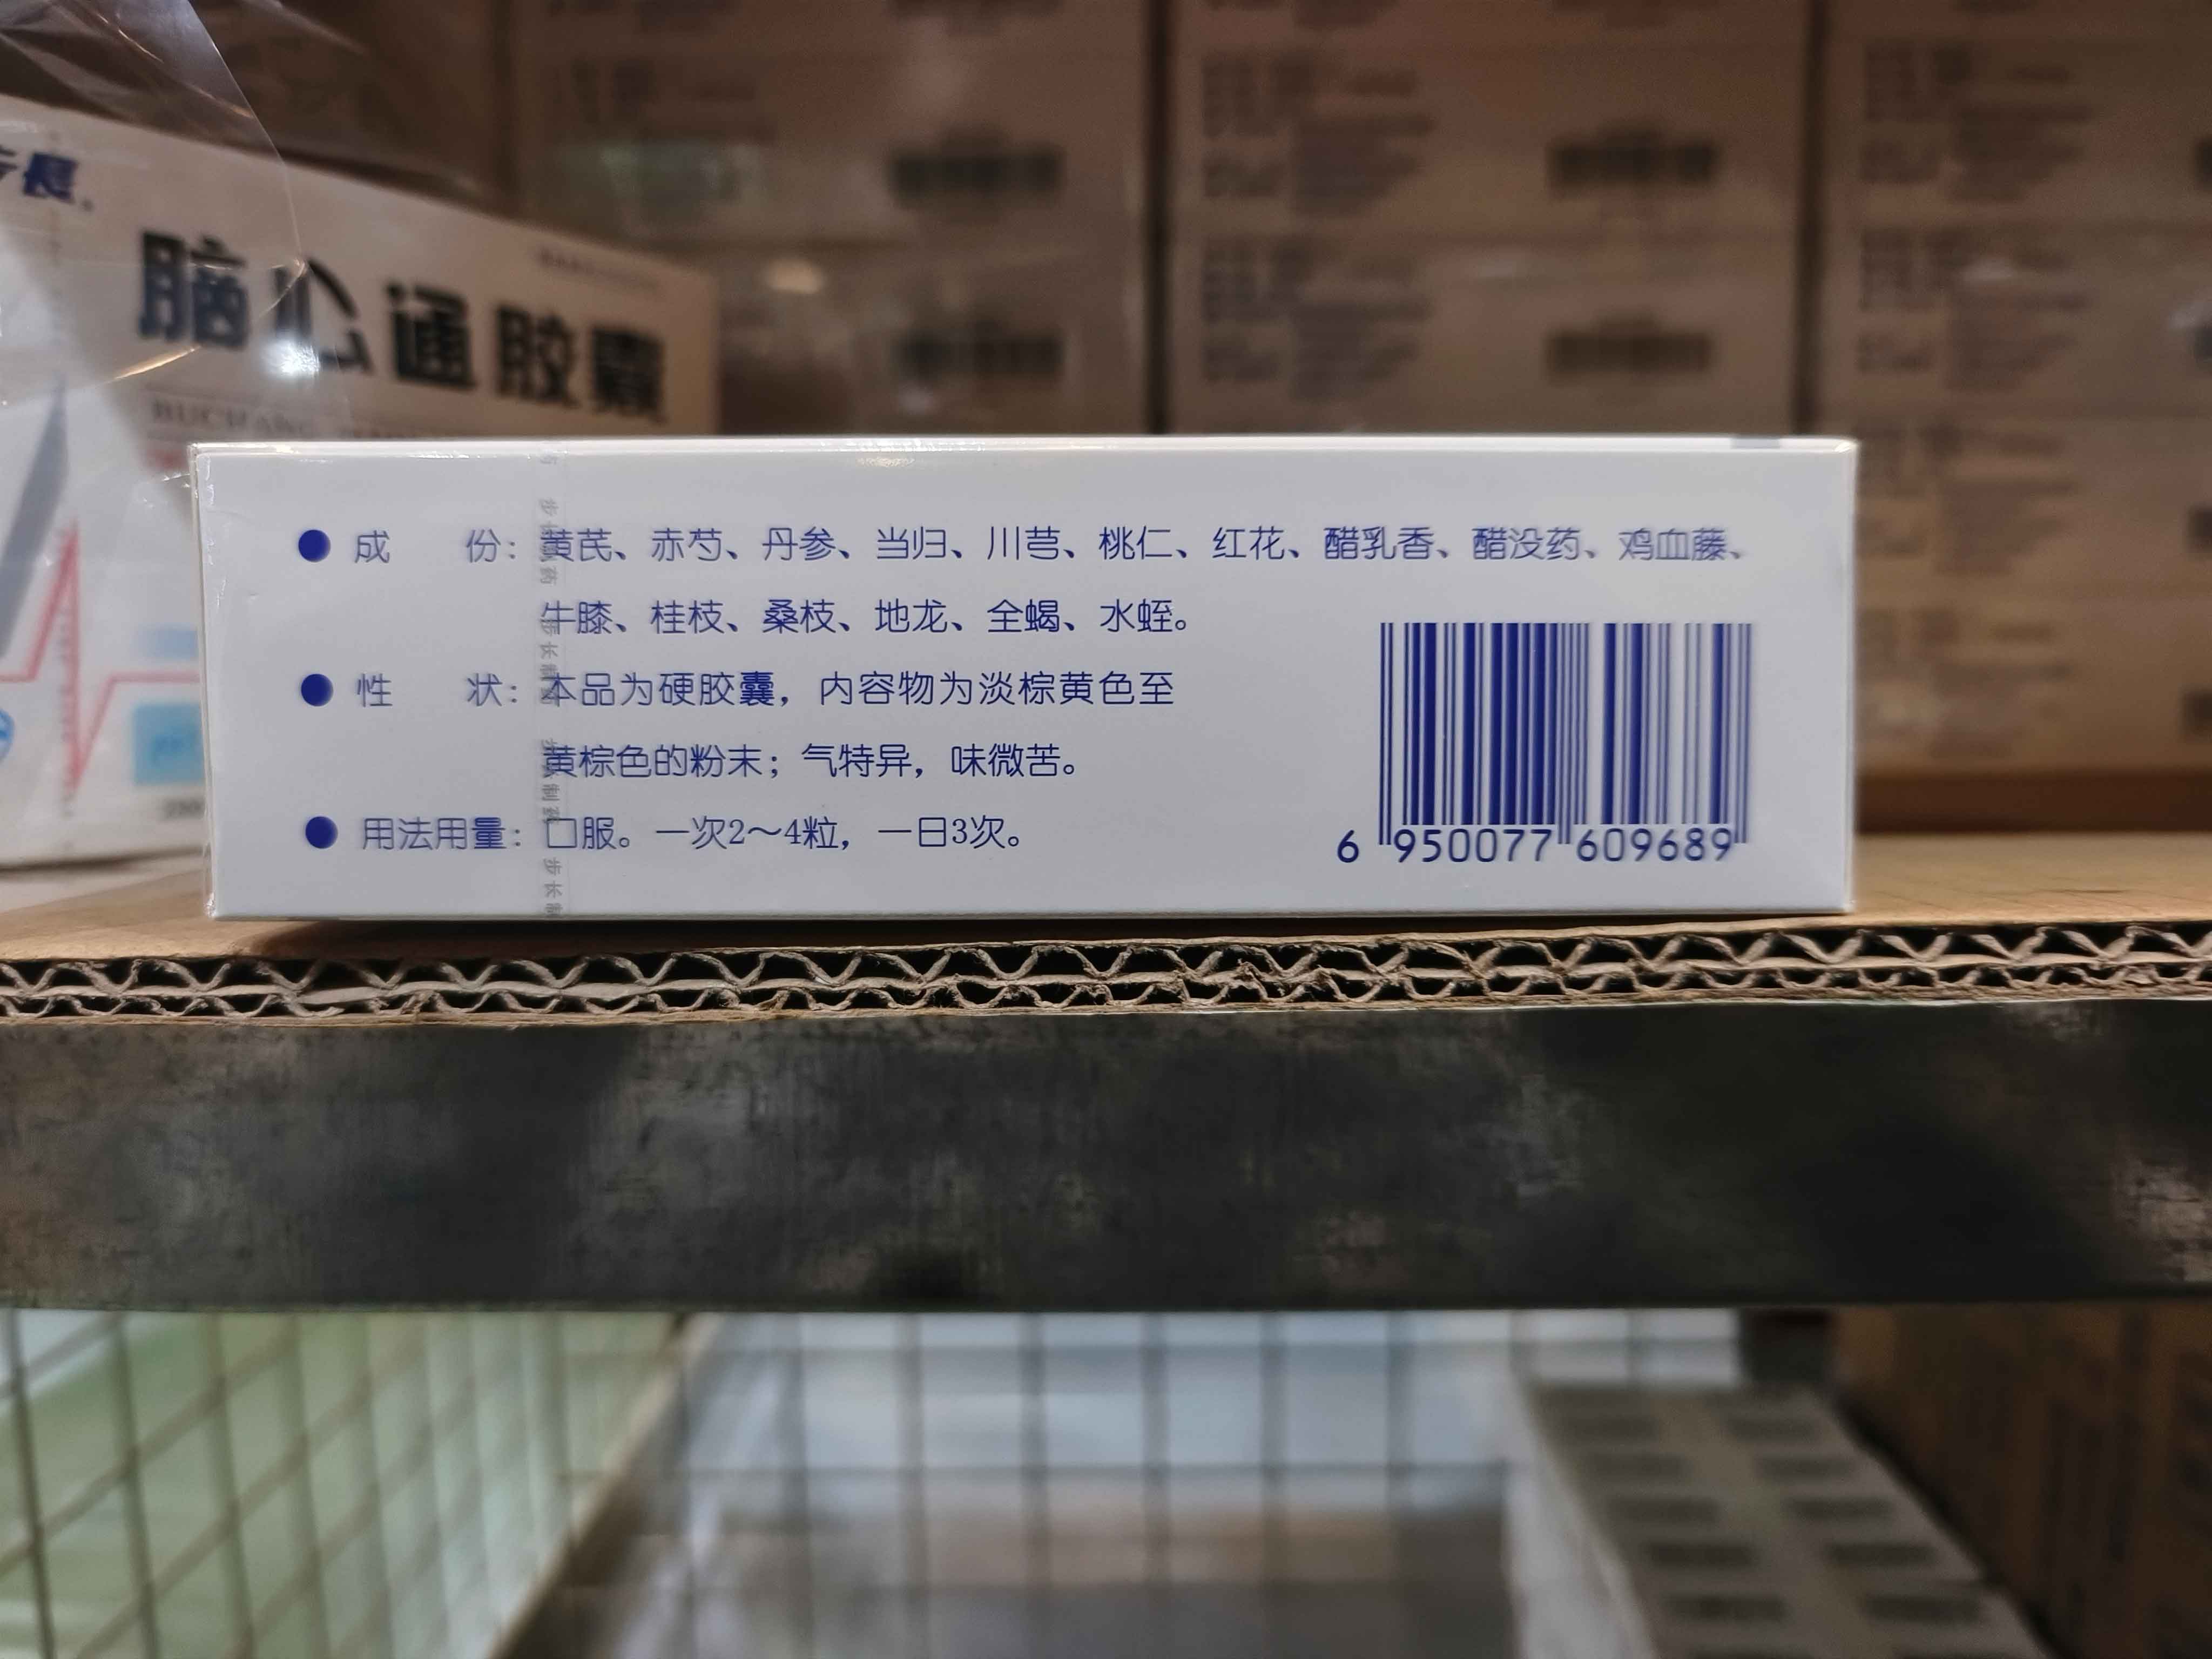 脑心通胶囊
BUCHANG
● 成 份：黄芪、赤芍、丹参、当归、川芎、桃仁、红花、醋乳香、醋没药、鸡血藤、
牛膝、桂枝、桑枝、地龙、全蝎、水蛭。
● 性 状：本品为硬胶囊，内容物为淡棕黄色至
黄棕色的粉末；气特异，味微苦。
● 用法用量：口服。一次2～4粒，一日3次。
6 950077 609689